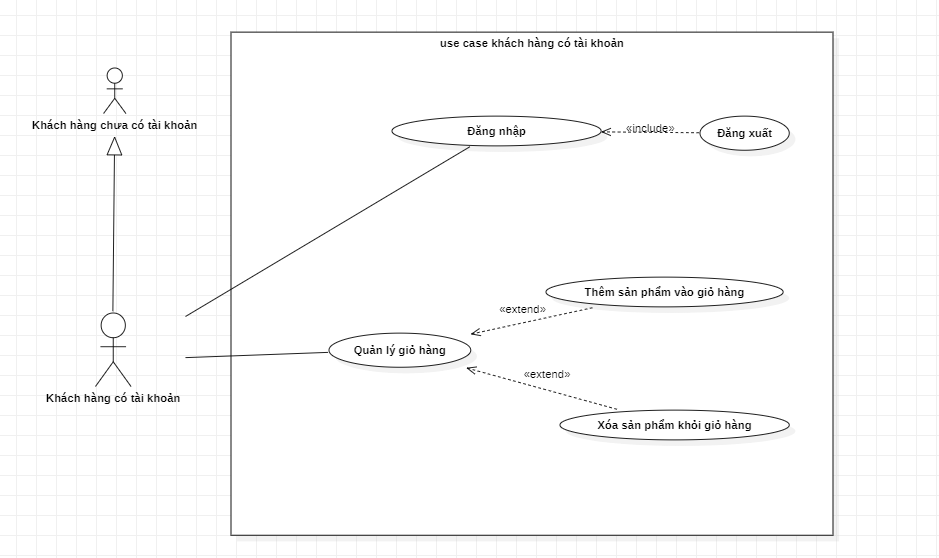 use case khách hàng có tài khoản
Khách hàng chưa có tài khoản
Đăng nhập
«include»
Đăng xuất
Thêm sản phẩm vào giỏ hàng
«extend»
Quản lý giỏ hàng
«extend»
Khách hàng có tài khoản
Xóa sản phẩm khỏi giỏ hàng